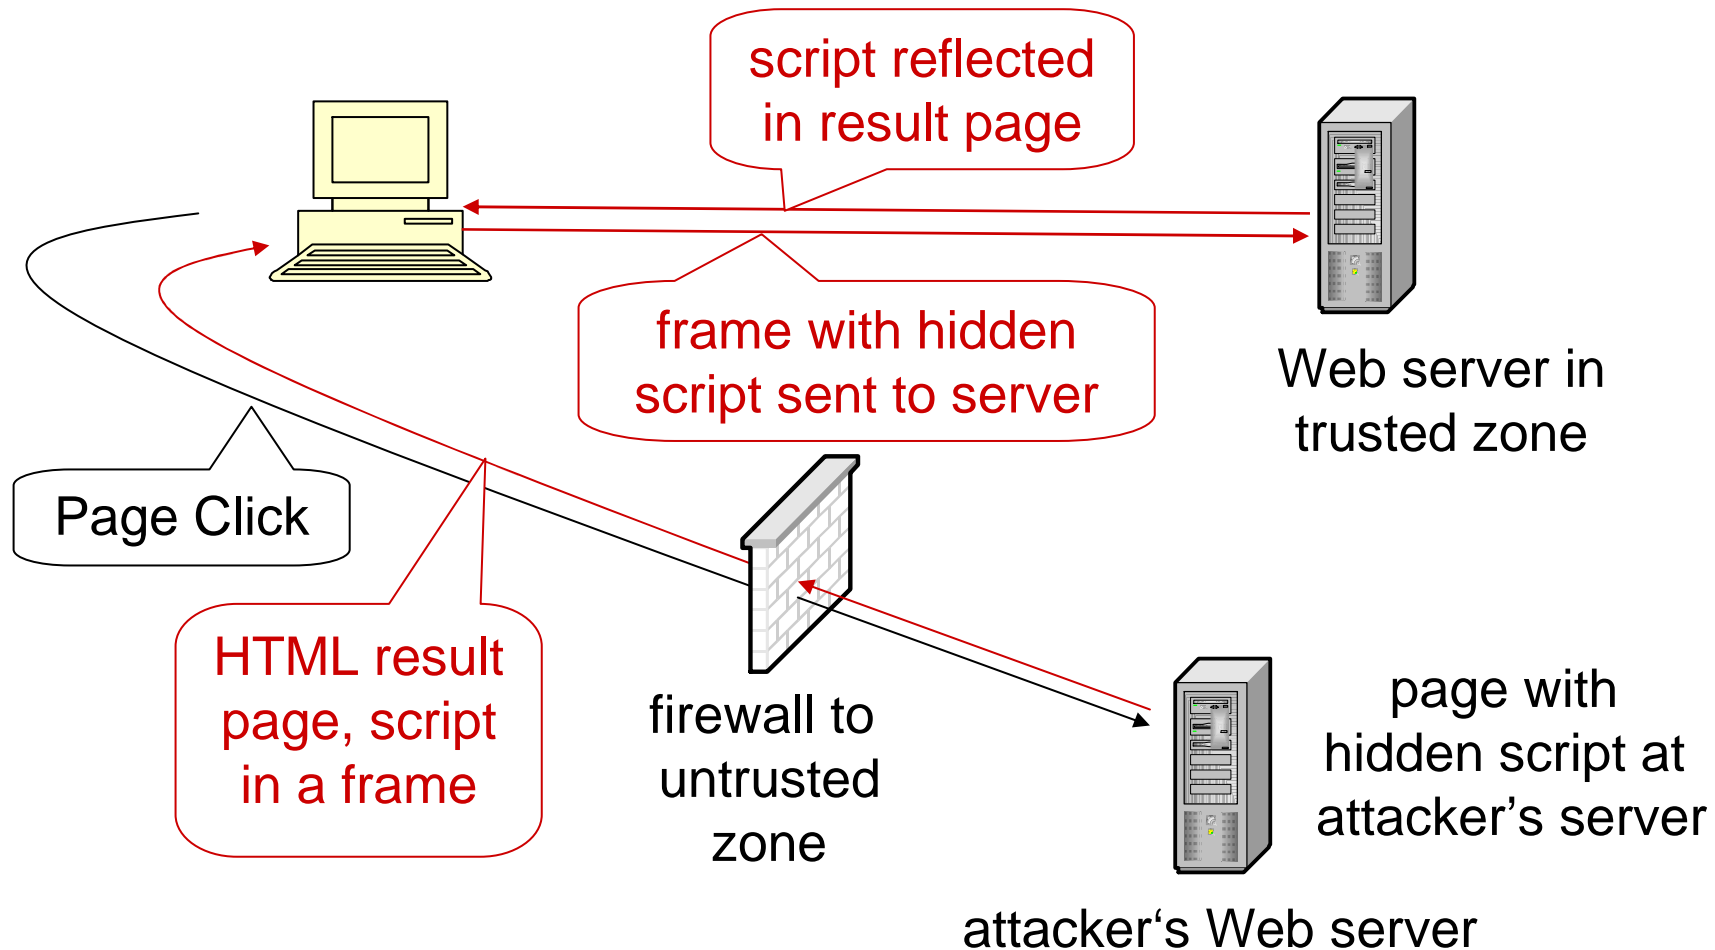 script reflected
in result page
frame with hidden
script sent to server
Web server in
trusted zone
Page Click
HTML result
page, script
in a frame
firewall to
untrusted
zone
page with
hidden script at
attacker’s server
attacker‘s Web server